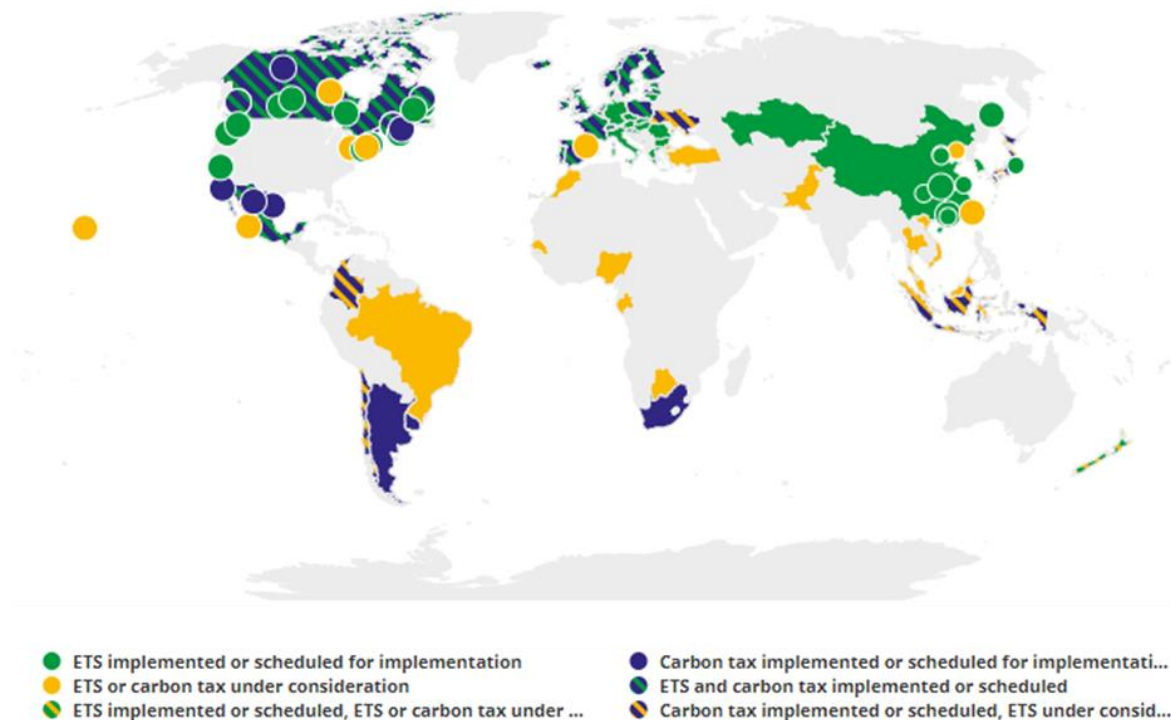 ETS implemented or scheduled for implementation
ETS or carbon tax under consideration
ETS implemented or scheduled, ETS or carbon tax under ...
Carbon tax implemented or scheduled for implementati...
ETS and carbon tax implemented or scheduled
Carbon tax implemented or scheduled, ETS under consid...